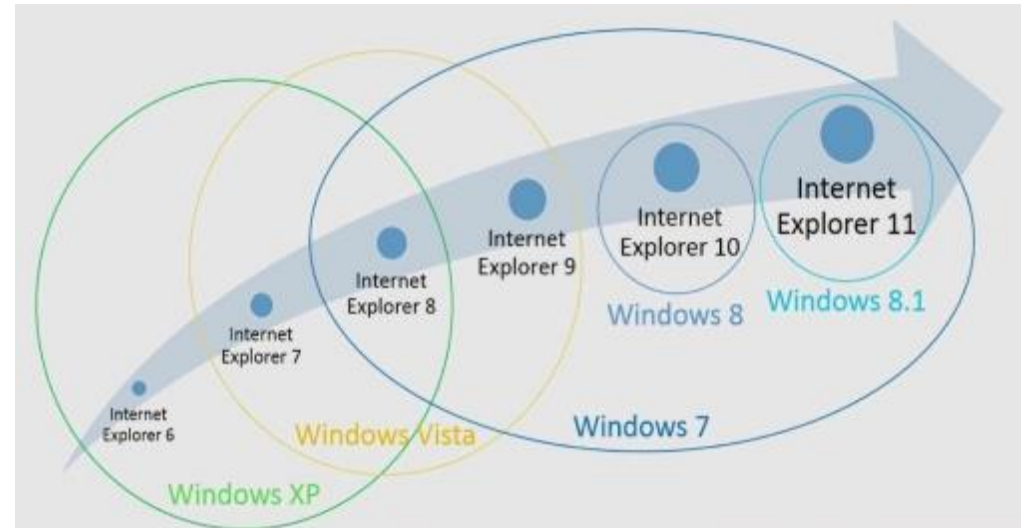 Internet
Explorer 6
Internet
Explorer 7
Internet
Explorer 8
Internet
Explorer 9
Internet
Explorer 10
Internet
Explorer 11
Windows XP
Windows Vista
Windows 7
Windows 8
Windows 8.1